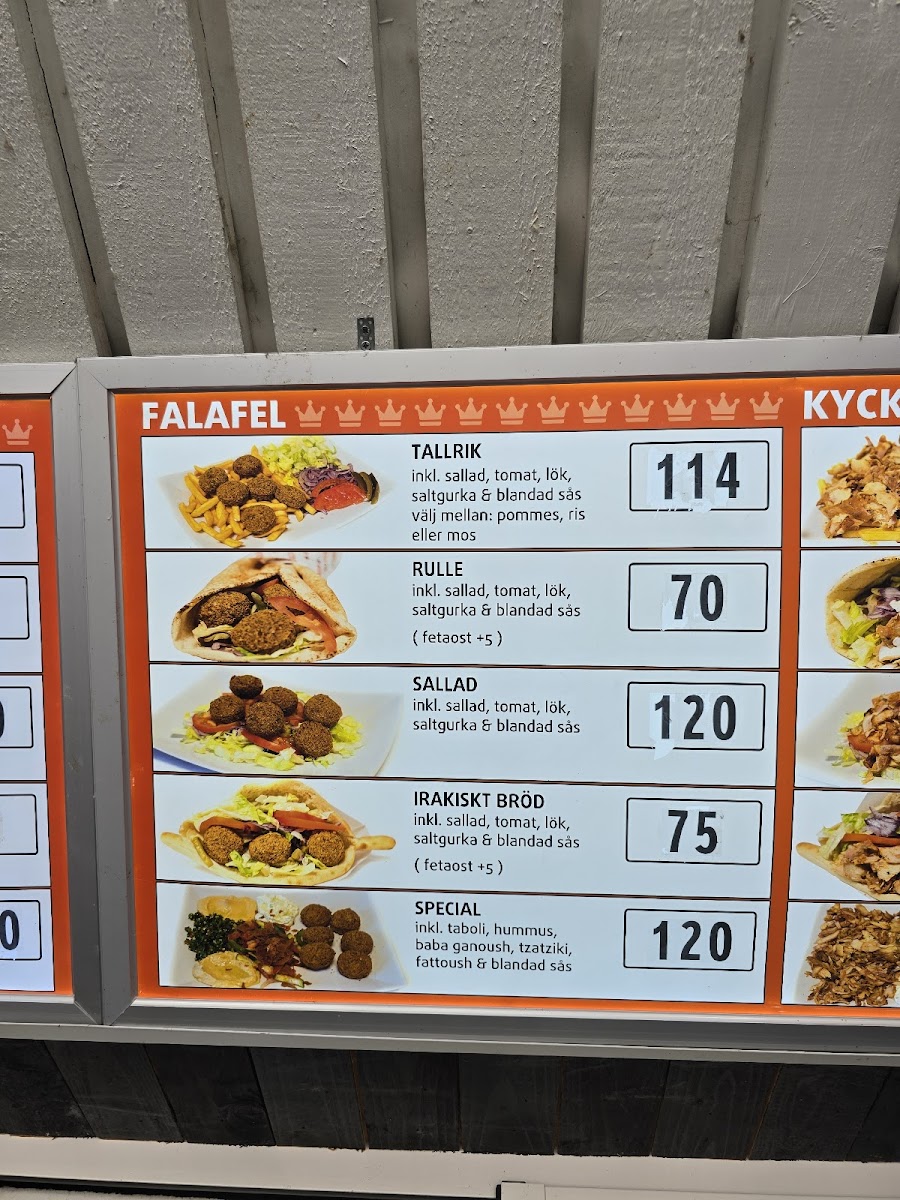 FALAFEL
TALLRIK
inkl. sallad, tomat, lök,
saltgurka & blandad sås
välj mellan: pommes, ris
eller mos
114
RULLE
inkl. sallad, tomat, lök,
saltgurka & blandad sås
( fetaost +5 )
70
SALLAD
inkl. sallad, tomat, lök,
saltgurka & blandad sås
120
IRAKISKT BRÖD
inkl. sallad, tomat, lök,
saltgurka & blandad sås
( fetaost +5 )
75
SPECIAL
inkl. taboli, hummus,
baba ganoush, tzatziki,
fattoush & blandad sås
120
KYCK